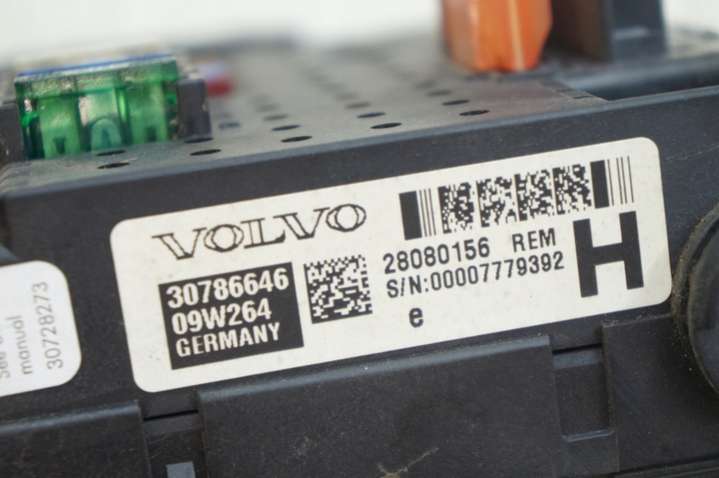 VOLVO
30786646
09W264
GERMANY
28080156 REM
S/N:00007779392
e
H
manual
30728273